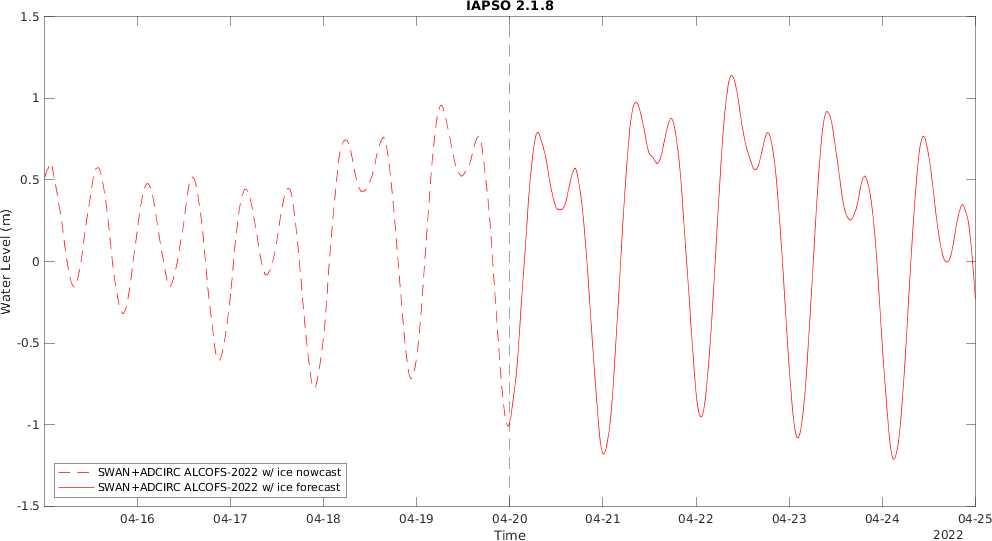 IAPSO 2.1.8
1.5
1
0.5
0
-0.5
-1
-1.5
Water Level (m)
SWAN+ADCIRC ALCOFS-2022 w/ ice nowcast
SWAN+ADCIRC ALCOFS-2022 w/ ice forecast
04-16 04-17 04-18 04-19 04-20 04-21 04-22 04-23 04-24 04-25
Time
2022